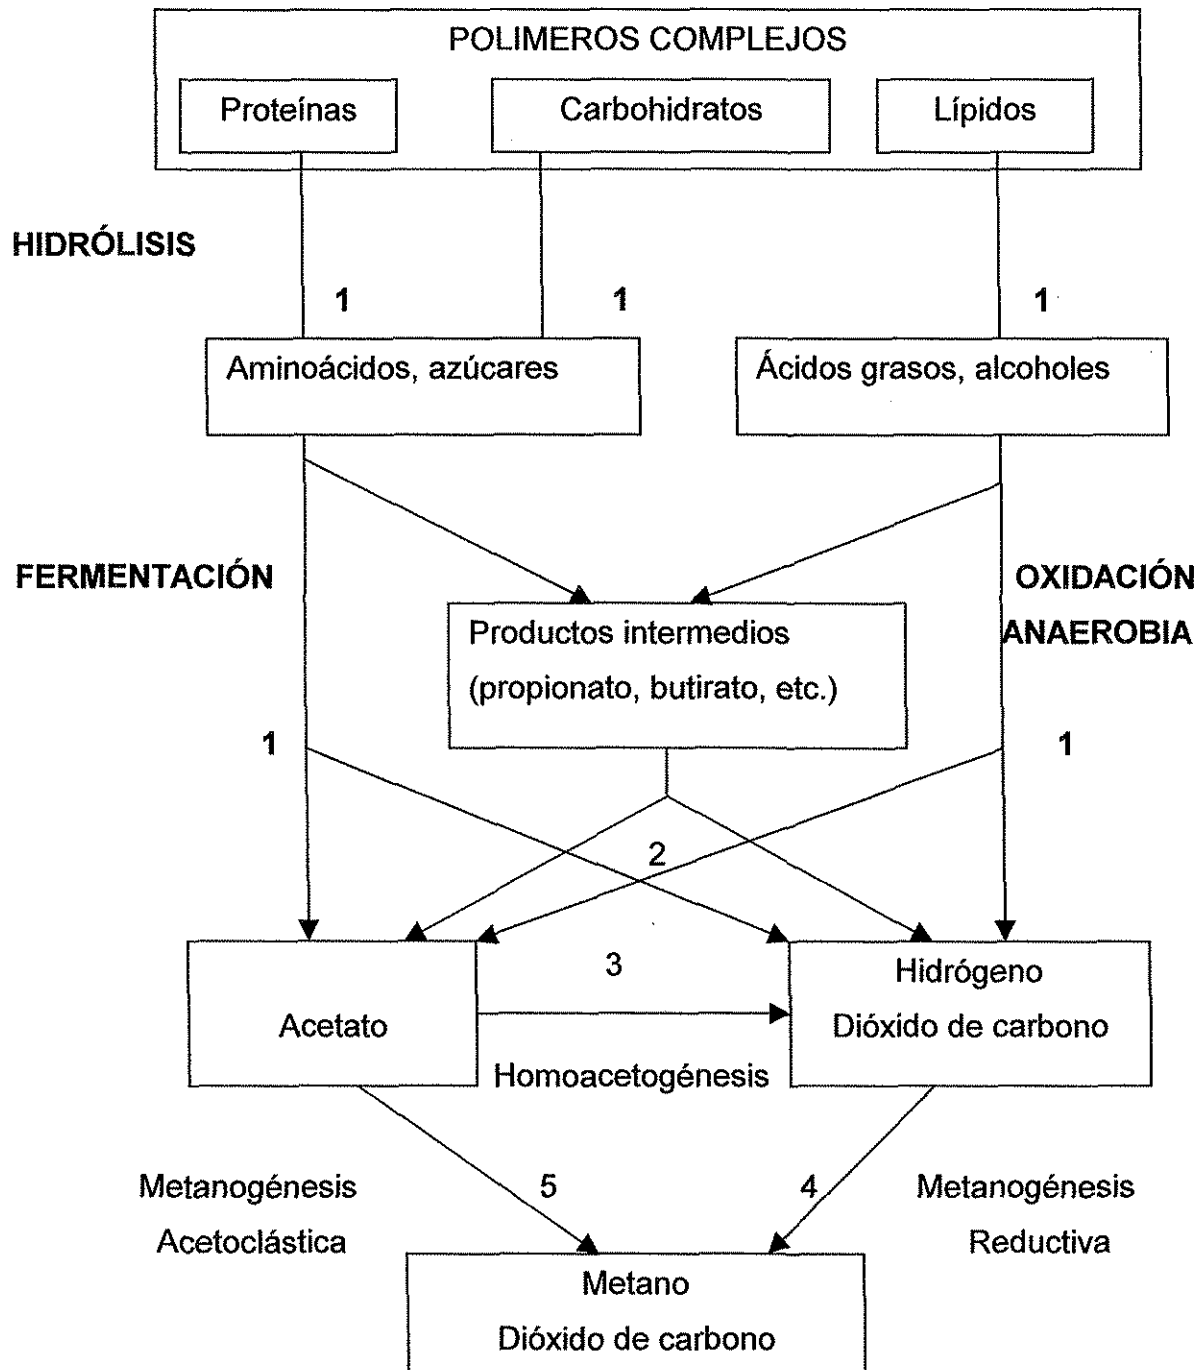 POLIMEROS COMPLEJOS
Proteínas
Carbohidratos
Lípidos
HIDRÓLISIS
1
1
1
Aminoácidos, azúcares
Ácidos grasos, alcoholes
FERMENTACIÓN
OXIDACIÓN
ANAEROBIA
Productos intermedios
(propionato, butirato, etc.)
1
1
2
3
Acetato
Hidrógeno
Dióxido de carbono
Homoacetogénesis
Metanogénesis
Acetoclástica
5
4
Metanogénesis
Reductiva
Metano
Dióxido de carbono